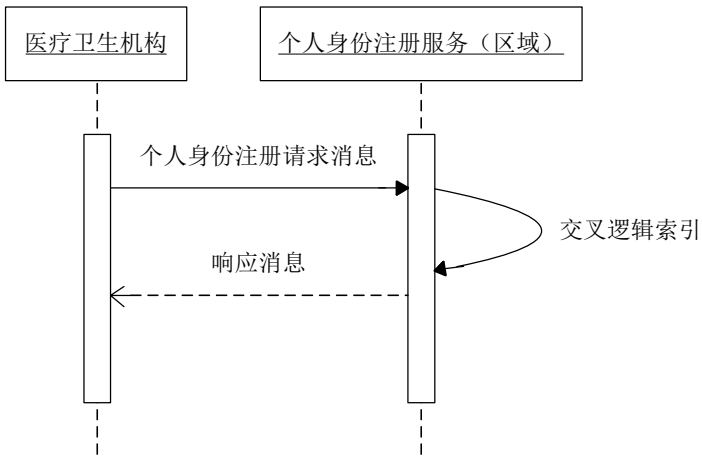 医疗卫生机构
个人身份注册服务（区域）
个人身份注册请求消息
交叉逻辑索引
响应消息